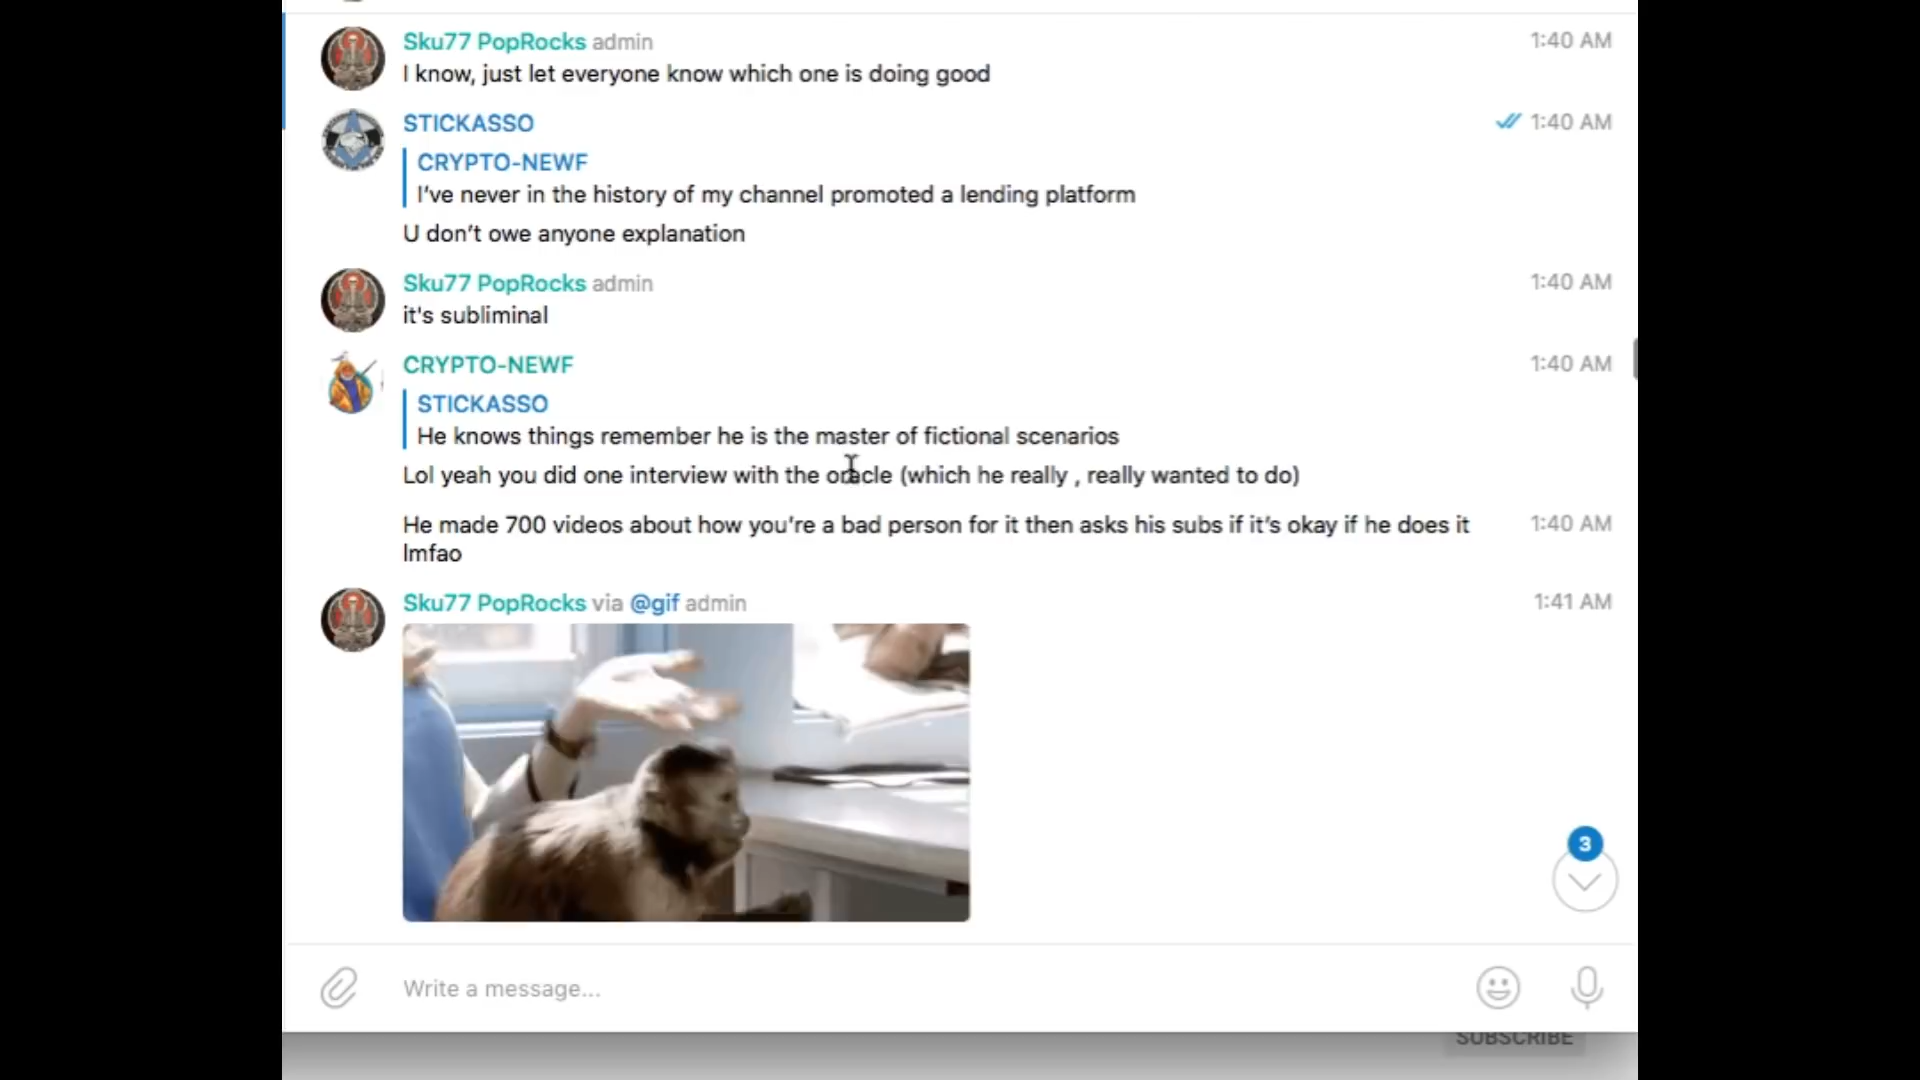 Sku77 PopRocks admin 1:40 AM
I know, just let everyone know which one is doing good
STICKASSO 1:40 AM
CRYPTO-NEWF
I've never in the history of my channel promoted a lending platform
U don't owe anyone explanation
Sku77 PopRocks admin 1:40 AM
it's subliminal
CRYPTO-NEWF 1:40 AM
STICKASSO
He knows things remember he is the master of fictional scenarios
Lol yeah you did one interview with the oracle (which he really , really wanted to do)
He made 700 videos about how you're a bad person for it then asks his subs if it's okay if he does it 1:40 AM
lmfao
Sku77 PopRocks via @gif admin 1:41 AM
3
Write a message...
SUBSCRIBE